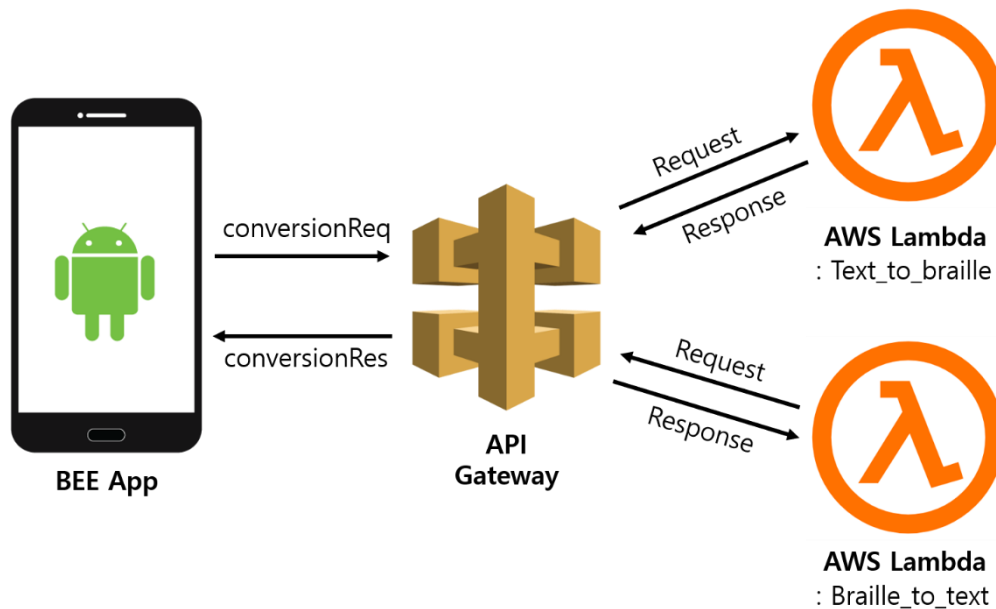 conversionReq
conversionRes
BEE App
API
Gateway
Request
Response
AWS Lambda
: Text_to_braille
Request
Response
AWS Lambda
: Braille_to_text